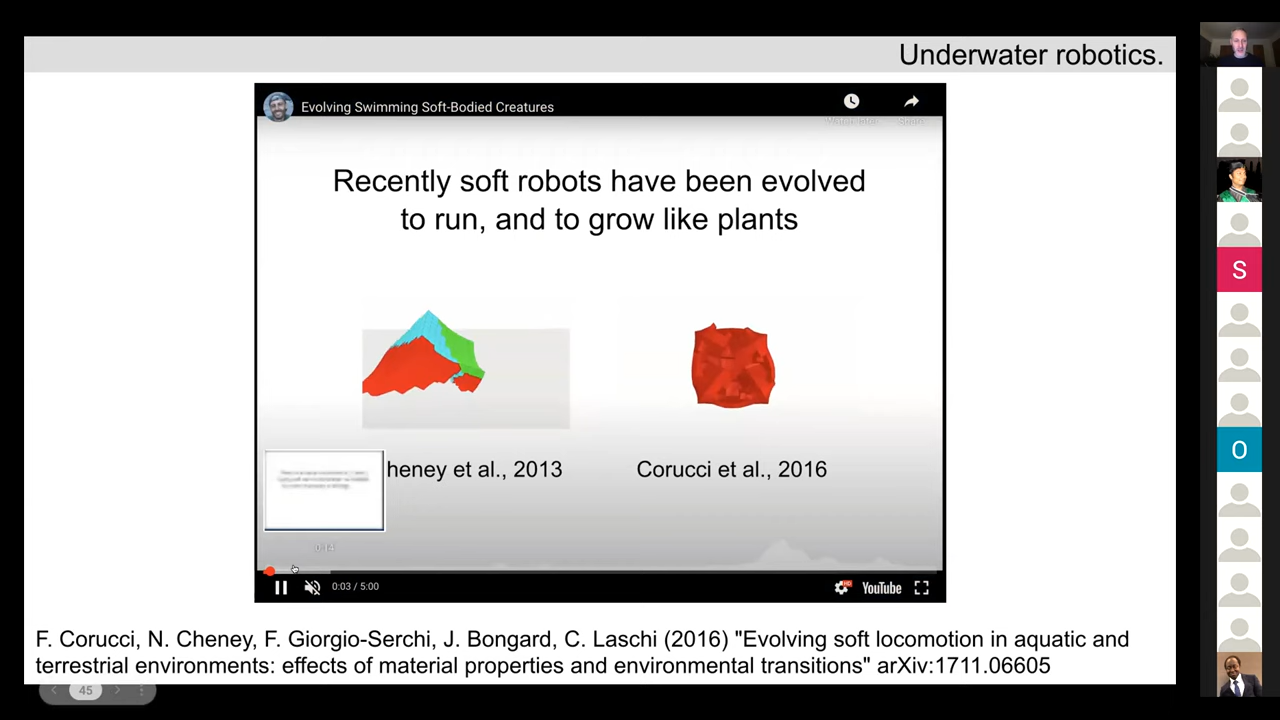 Underwater robotics.
Evolving Swimming Soft-Bodied Creatures
Recently soft robots have been evolved
to run, and to grow like plants
heney et al., 2013
Corucci et al., 2016
0:14
0:03 / 5:00
HD
YouTube
F. Corucci, N. Cheney, F. Giorgio-Serchi, J. Bongard, C. Laschi (2016) "Evolving soft locomotion in aquatic and
terrestrial environments: effects of material properties and environmental transitions" arXiv:1711.06605
45
S
O